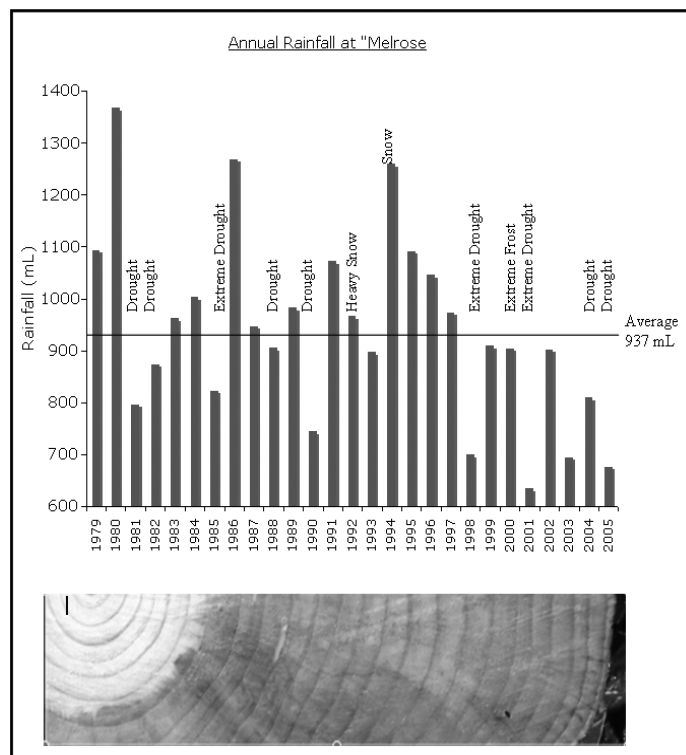 Annual Rainfall at "Melrose
Rainfall (mL)
1400
1300
1200
1100
1000
900
800
700
600
Drought
Drought
Extreme Drought
Drought
Drought
Heavy Snow
Snow
Extreme Drought
Extreme Frost
Extreme Drought
Drought
Drought
Average
937 mL
1979
1980
1981
1982
1983
1984
1985
1986
1987
1988
1989
1990
1991
1992
1993
1994
1995
1996
1997
1998
1999
2000
2001
2002
2003
2004
2005